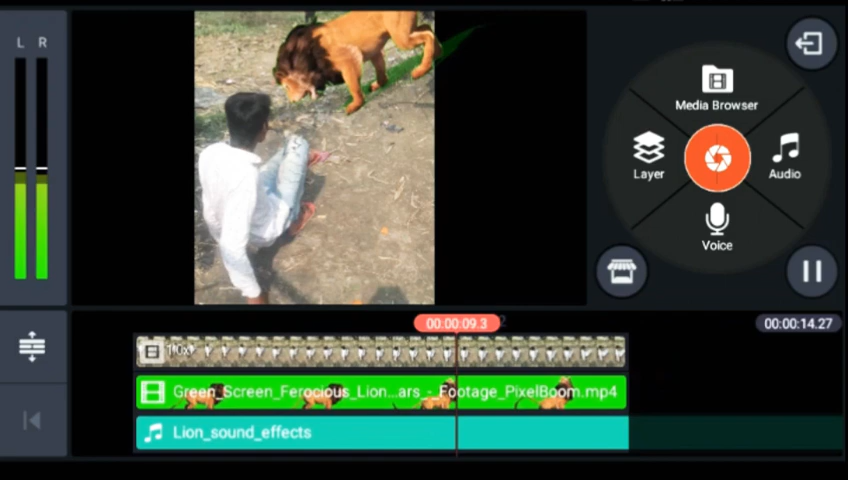 L R
Media Browser
Layer
Audio
Voice
00:00:09.3
00:00:14.27
1.0x
Green_Screen_Ferocious_Lion...ars_-_Footage_PixelBoom.mp4
Lion_sound_effects